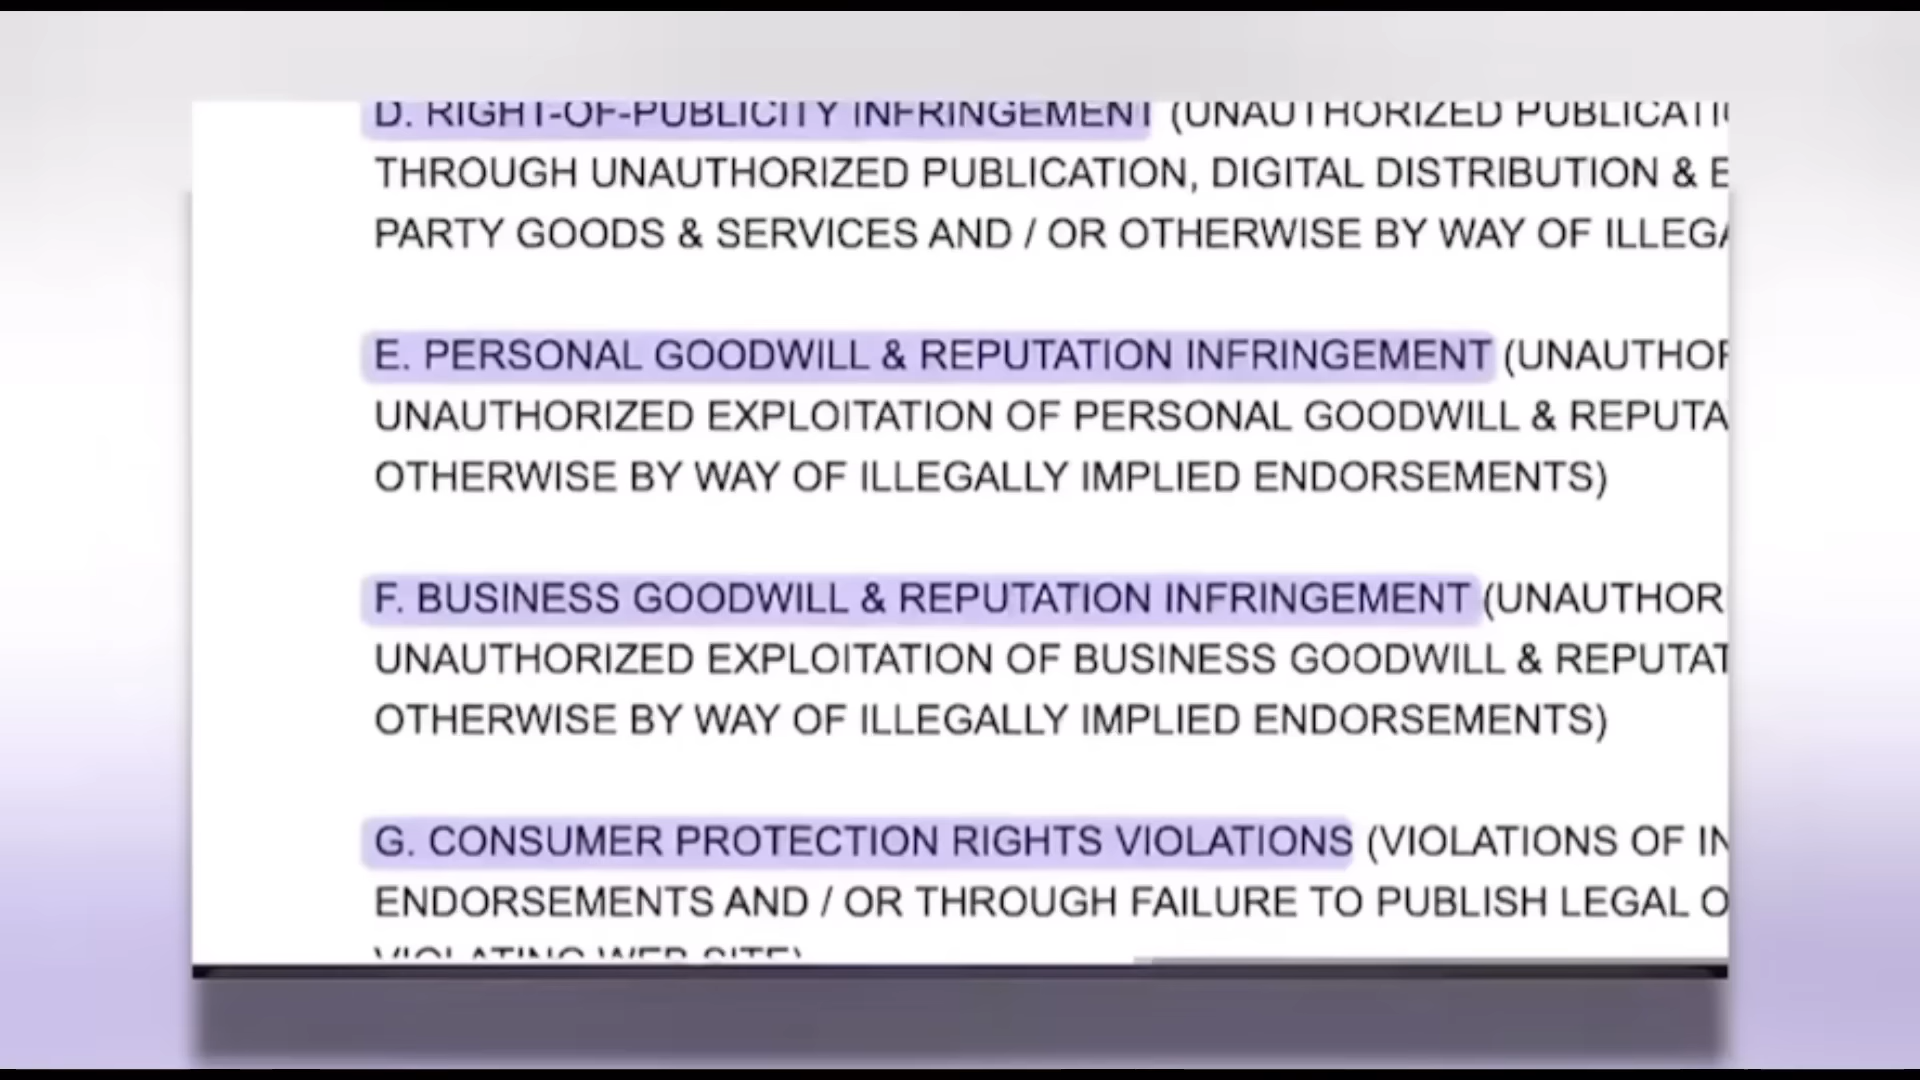 D. RIGHT-OF-PUBLICITY INFRINGEMENT (UNAUTHORIZED
THROUGH UNAUTHORIZED PUBLICATION, DIGITAL DISTRIBUTION &
PARTY GOODS & SERVICES AND / OR OTHERWISE BY WAY OF
E. PERSONAL GOODWILL & REPUTATION INFRINGEMENT
UNAUTHORIZED EXPLOITATION OF PERSONAL GOODWILL &
OTHERWISE BY WAY OF ILLEGALLY IMPLIED ENDORSEMENTS)
F. BUSINESS GOODWILL & REPUTATION INFRINGEMENT
UNAUTHORIZED EXPLOITATION OF BUSINESS GOODWILL &
OTHERWISE BY WAY OF ILLEGALLY IMPLIED ENDORSEMENTS)
G. CONSUMER PROTECTION RIGHTS VIOLATIONS (VIOLATIONS OF
ENDORSEMENTS AND / OR THROUGH FAILURE TO PUBLISH LEGAL
VIOLATING WEB SITE)